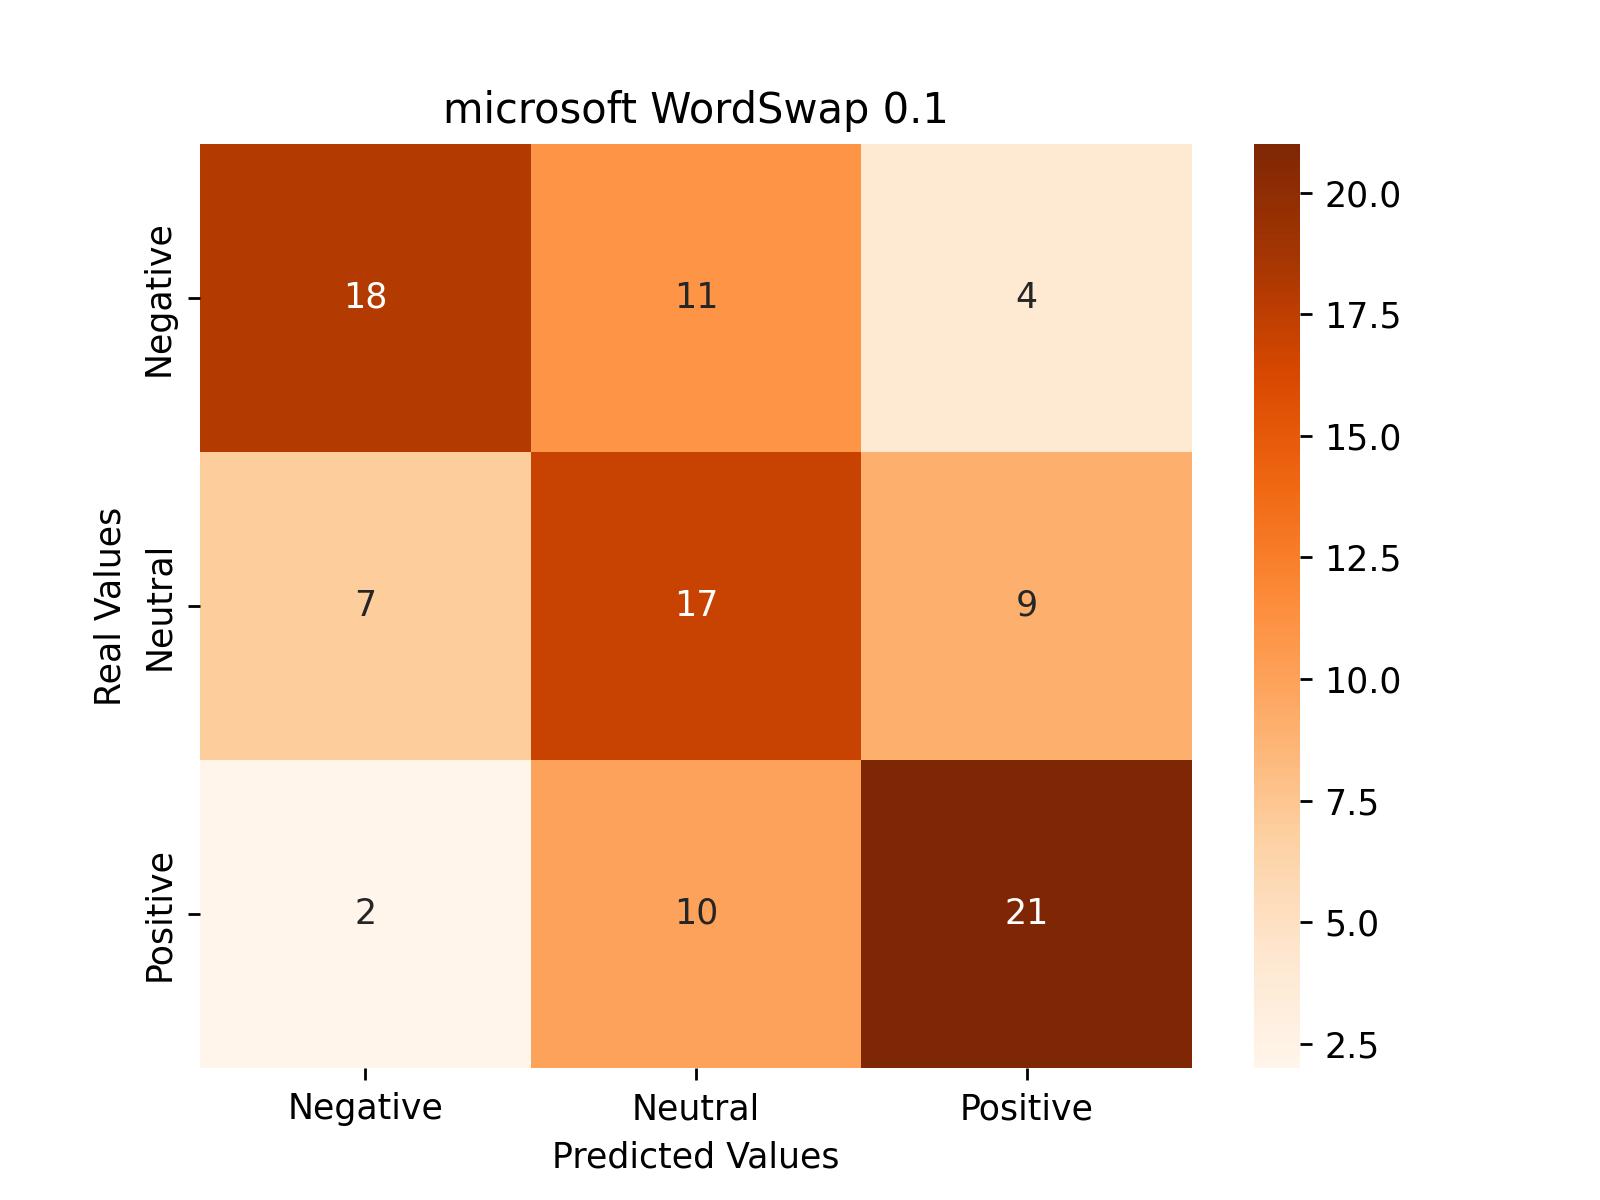 microsoft WordSwap 0.1
Real Values
Negative
18 11 4
Neutral
7 17 9
Positive
2 10 21
Negative Neutral Positive
Predicted Values
20.0
17.5
15.0
12.5
10.0
7.5
5.0
2.5